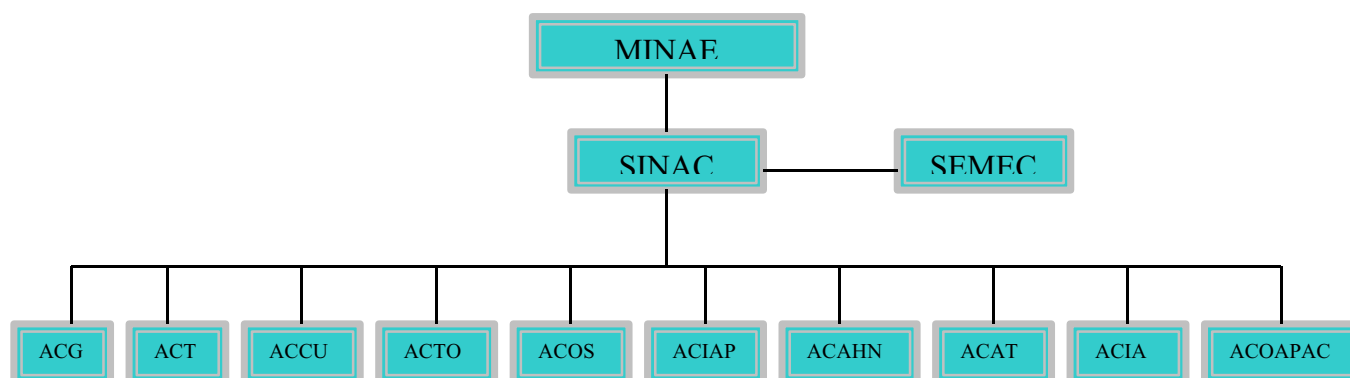 MINAE
SINAC
SEMEC
ACG
ACT
ACCU
ACTO
ACOS
ACIAP
ACAHN
ACAT
ACIA
ACOAPAC